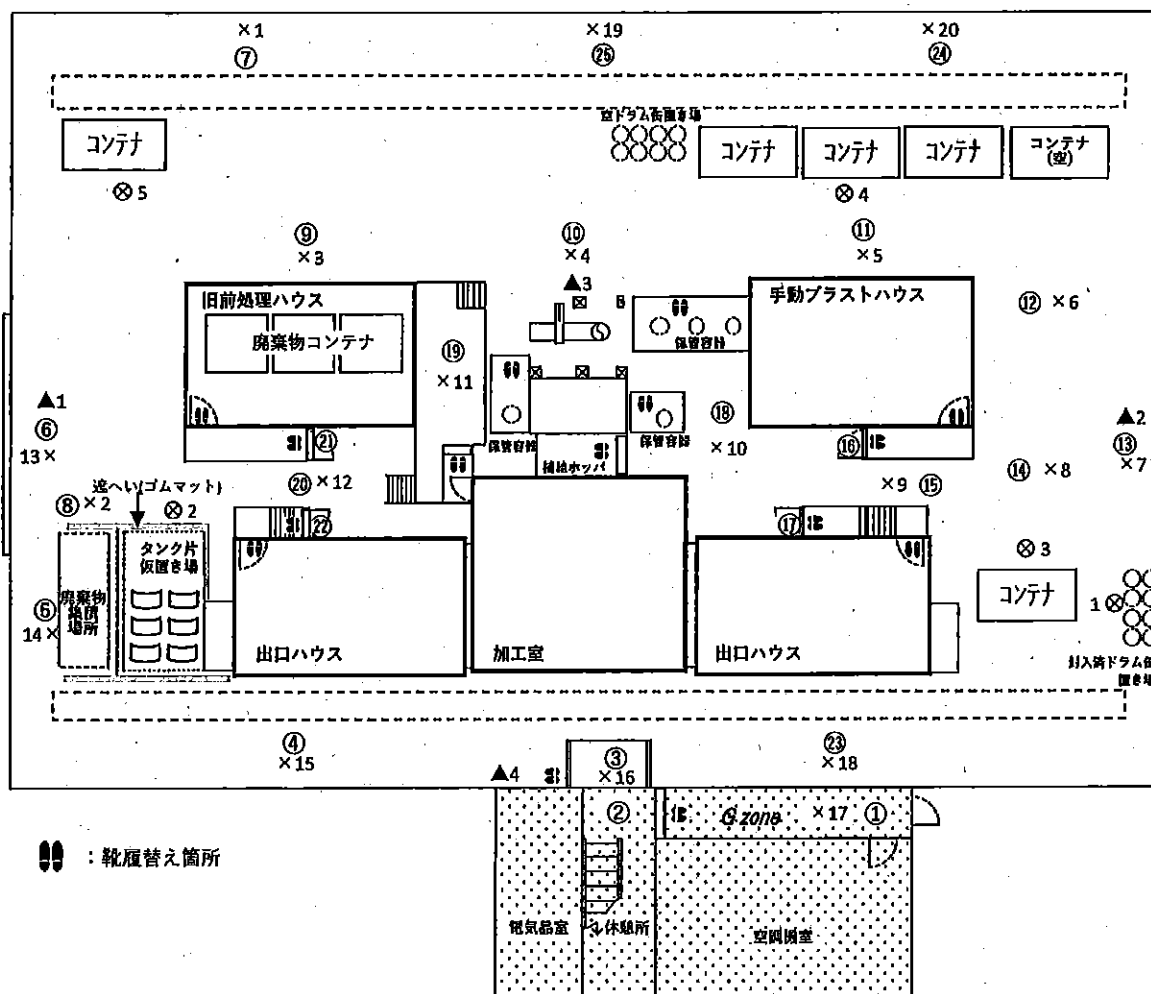 ×1
×19
×20
⑦
㉕
㉔
空ドラム缶置き場
コンテナ
コンテナ
コンテナ
コンテナ
コンテナ
(空)
⊗5
⊗4
⑨
×3
⑩
×4
⑪
×5
▲3
旧前処理ハウス
手動ブラストハウス
⑫ ×6
廃棄物コンテナ
保管容器
⑲
×11
▲1
⑥
13×
⑱
×10
▲2
⑬
×7
㉑
保管容器
保管容器
⑯
補給ホッパ
⑭ ×8
遮へい(ゴムマット)
⑳ ×12
×9 ⑮
⑧ ×2
⊗2
㉒
⑰
タンク片
仮置き場
⊗3
コンテナ
1⊗
14×
廃棄物
場所
出口ハウス
加工室
出口ハウス
封入済ドラム缶
置き場
④
×15
③
×16
㉓
×18
▲4
②
G zone
×17 ①
：靴履替え箇所
電気品室
休憩所